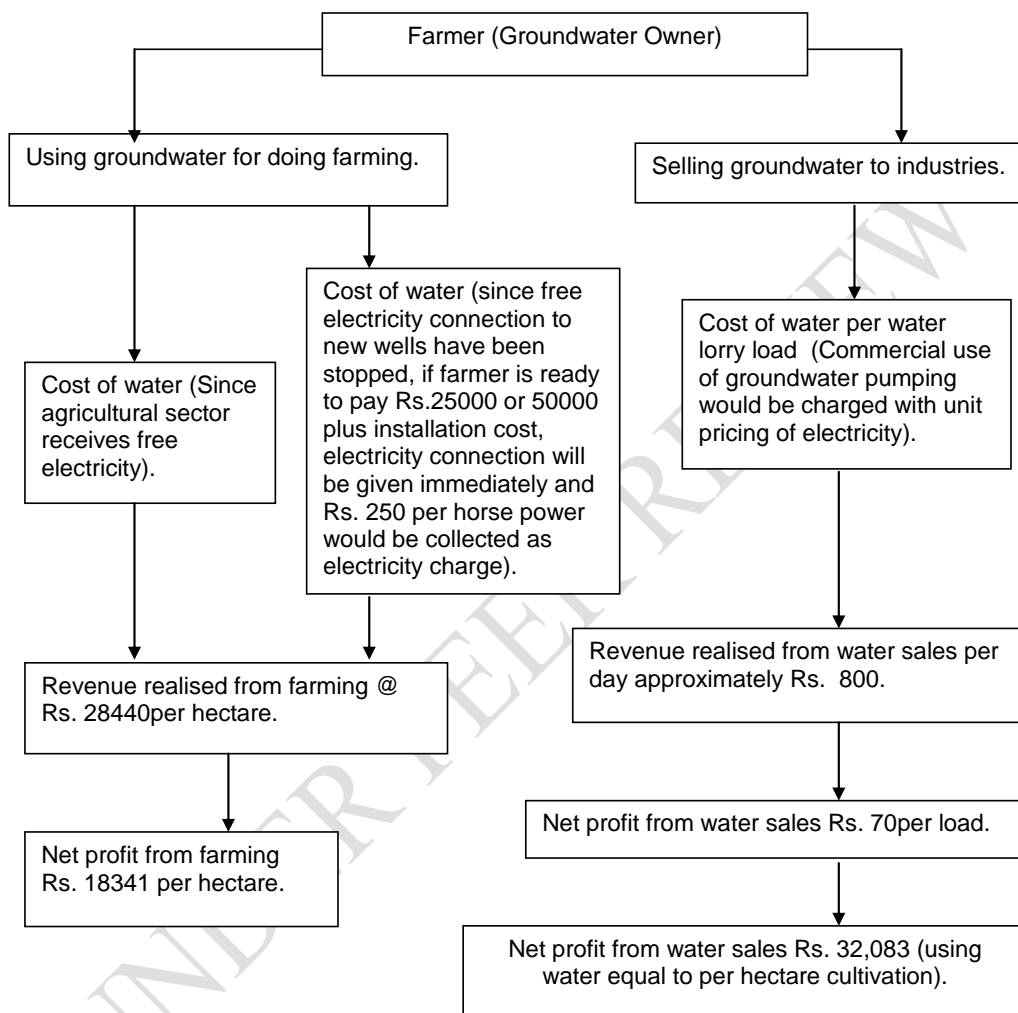 Farmer (Groundwater Owner)
Using groundwater for doing farming.
Selling groundwater to industries.
Cost of water (Since
agricultural sector
receives free
electricity).
Cost of water (since free
electricity connection to
new wells have been
stopped, if farmer is ready
to pay Rs.25000 or 50000
plus installation cost,
electricity connection will
be given immediately and
Rs. 250 per horse power
would be collected as
electricity charge).
Cost of water per water
lorry load (Commercial use
of groundwater pumping
would be charged with unit
pricing of electricity).
Revenue realised from farming @
Rs. 28440per hectare.
Revenue realised from water sales per
day approximately Rs. 800.
Net profit from farming
Rs. 18341 per hectare.
Net profit from water sales Rs. 70per load.
Net profit from water sales Rs. 32,083 (using
water equal to per hectare cultivation).
UNDER PEER REVIEW